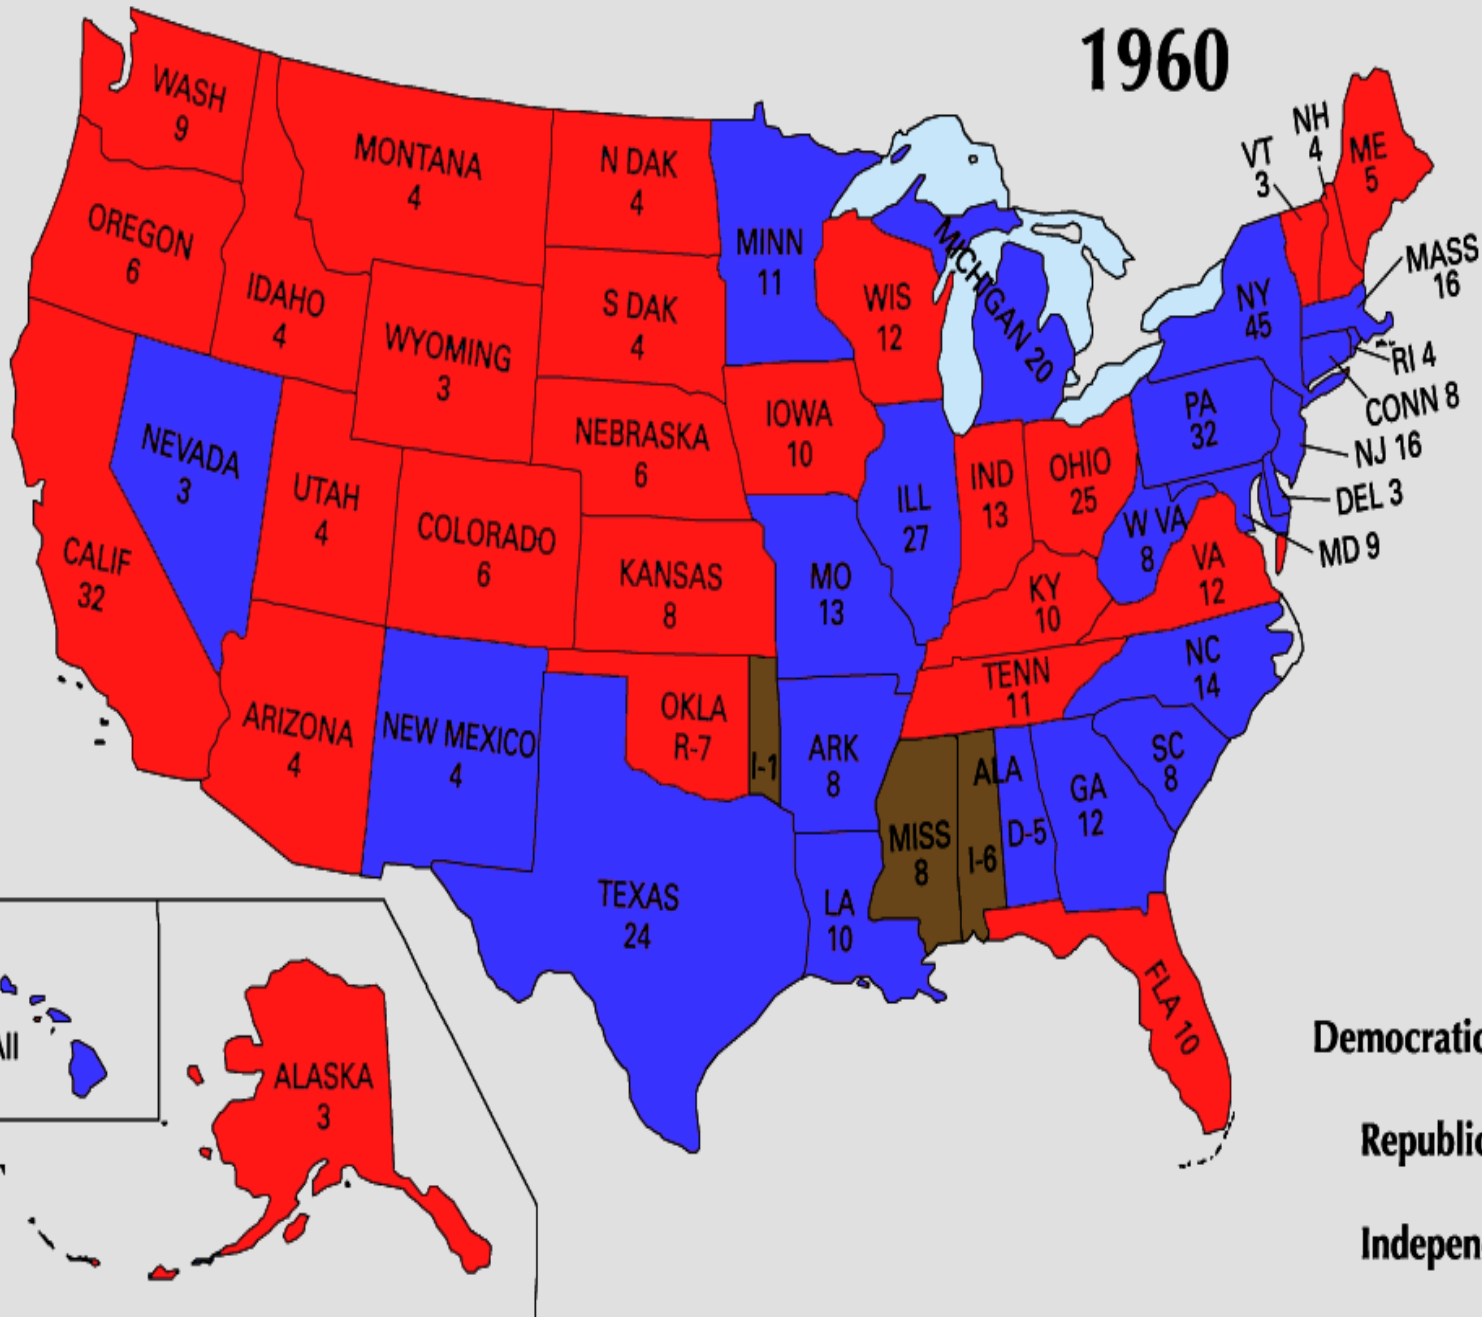 1960
WASH
9
MONTANA
4
N DAK
4
MINN
11
OREGON
6
IDAHO
4
WYOMING
3
S DAK
4
WIS
12
MICHIGAN 20
NY
45
VT
3
NH
4
ME
5
MASS
16
RI 4
CONN 8
NJ 16
DEL 3
MD 9
NEVADA
3
UTAH
4
COLORADO
6
NEBRASKA
6
IOWA
10
ILL
27
IND
13
OHIO
25
PA
32
W VA
8
VA
12
CALIF
32
KANSAS
8
MO
13
KY
10
NC
14
TENN
11
ARIZONA
4
NEW MEXICO
4
OKLA
R-7
I-1
ARK
8
MISS
8
ALA
I-6
D-5
GA
12
SC
8
TEXAS
24
LA
10
FLA 10
ALASKA
3
Democratic
Republic
Indepen